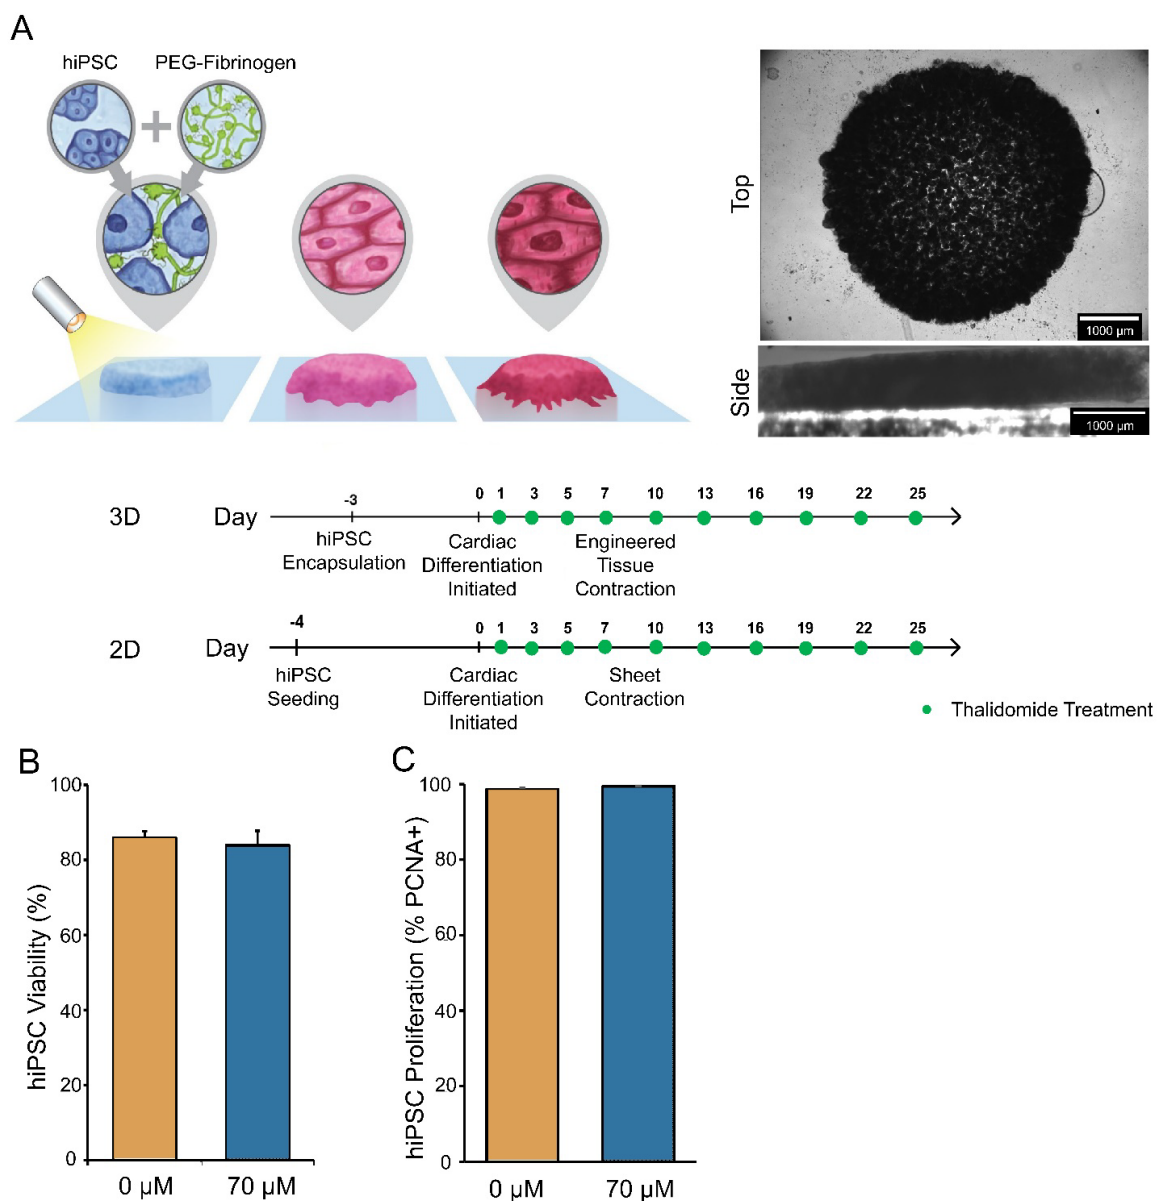 A
hiPSC
PEG-Fibrinogen
Top
1000 µm
Side
1000 µm
3D
Day
-3
0
1
3
5
7
10
13
16
19
22
25
hiPSC
Encapsulation
Cardiac
Differentiation
Initiated
Engineered
Tissue
Contraction
2D
Day
-4
0
1
3
5
7
10
13
16
19
22
25
hiPSC
Seeding
Cardiac
Differentiation
Initiated
Sheet
Contraction
Thalidomide Treatment
B
hiPSC Viability (%)
100
80
60
40
20
0
0 µM
70 µM
C
hiPSC Proliferation (% PCNA+)
100
80
60
40
20
0
0 µM
70 µM